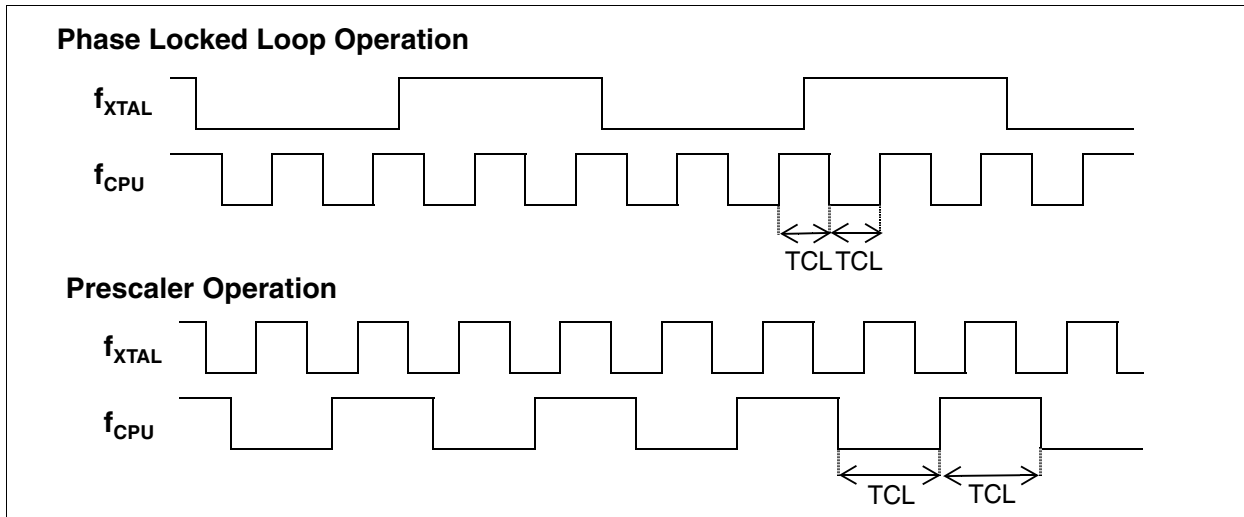 Phase Locked Loop Operation
fXTAL
fCPU
TCL TCL
Prescaler Operation
fXTAL
fCPU
TCL TCL